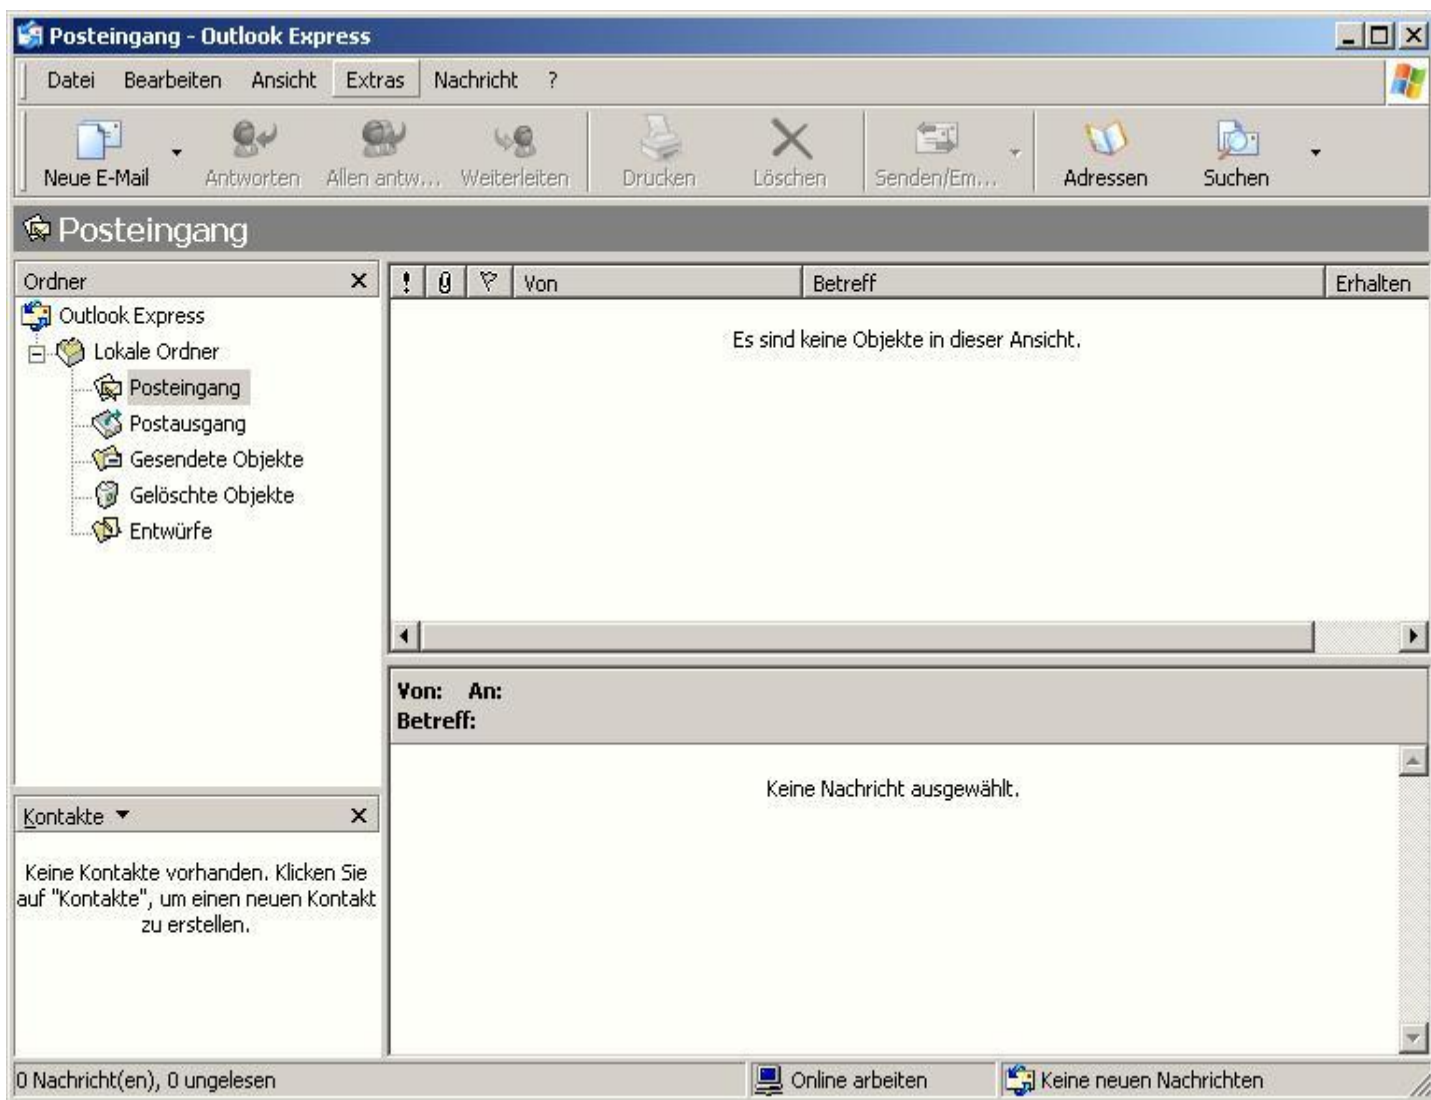 Posteingang - Outlook Express
Datei Bearbeiten Ansicht Extras Nachricht ?
Neue E-Mail Antworten Allen antw... Weiterleiten Drucken Löschen Senden/Em... Adressen Suchen
Posteingang
Ordner
Outlook Express
Lokale Ordner
Posteingang
Postausgang
Gesendete Objekte
Gelöschte Objekte
Entwürfe
! Von Betreff Erhalten
Es sind keine Objekte in dieser Ansicht.
Von: An:
Betreff:
Keine Nachricht ausgewählt.
Kontakte
Keine Kontakte vorhanden. Klicken Sie
auf "Kontakte", um einen neuen Kontakt
zu erstellen.
0 Nachricht(en), 0 ungelesen Online arbeiten Keine neuen Nachrichten